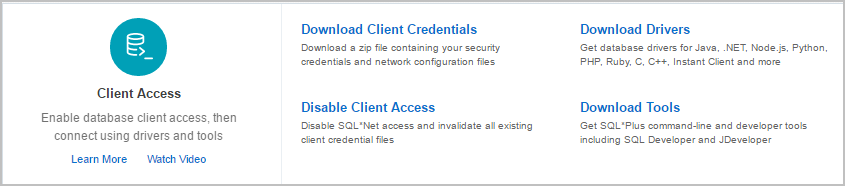 Client Access
Enable database client access, then
connect using drivers and tools
Learn More Watch Video
Download Client Credentials
Download a zip file containing your security
credentials and network configuration files
Disable Client Access
Disable SQL*Net access and invalidate all existing
client credential files
Download Drivers
Get database drivers for Java, .NET, Node.js, Python,
PHP, Ruby, C, C++, Instant Client and more
Download Tools
Get SQL*Plus command-line and developer tools
including SQL Developer and JDeveloper